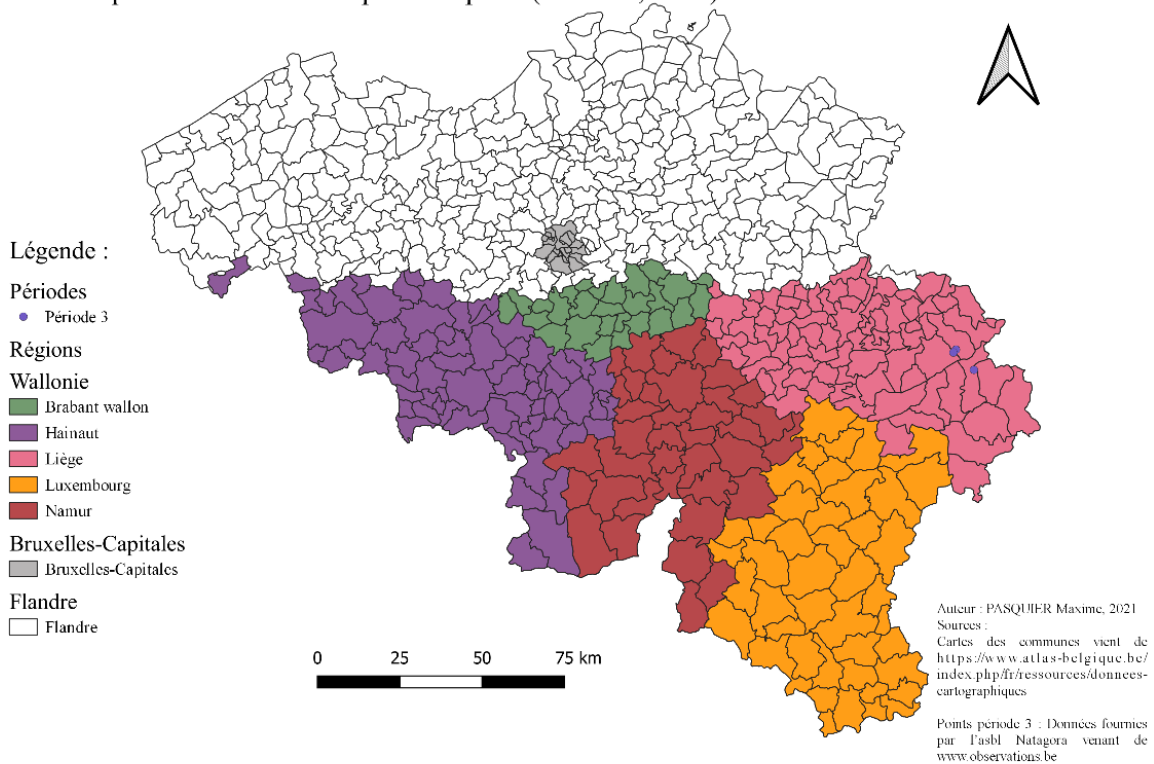 Légende :
Périodes
Période 3
Régions
Wallonie
Brabant wallon
Hainaut
Liège
Luxembourg
Namur
Bruxelles-Capitales
Bruxelles-Capitales
Flandre
Flandre
0 25 50 75 km
Auteur : PASQUIER Maxime, 2021
Sources :
Cartes des communes vient de
https://www.atlas-belgique.be/
index.php/fr/ressources/donnees-
cartographiques
Points période 3 : Données fournies
par l'asbl Natagora venant de
www.observations.be